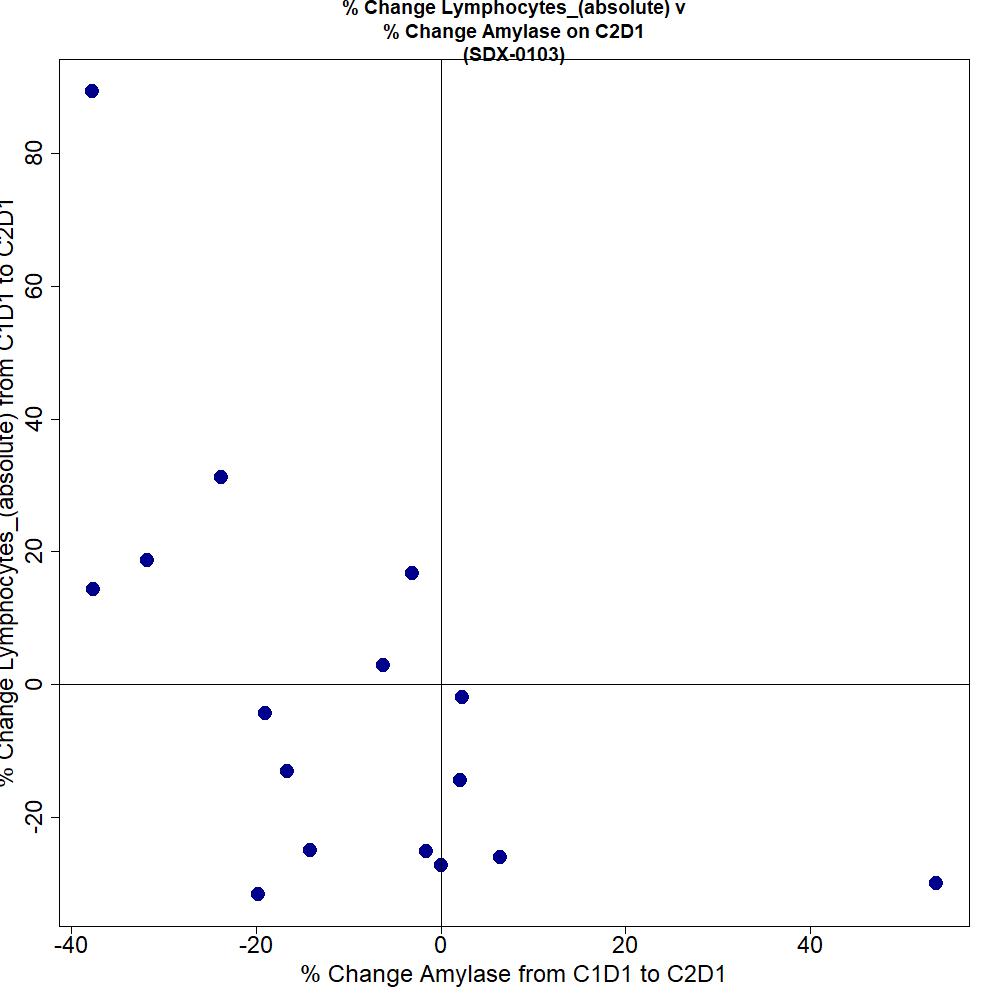 % Change Lymphocytes_(absolute) v
% Change Amylase on C2D1
(SDX-0103)
% Change Lymphocytes_(absolute) from C1D1 to C2D1
80
60
40
20
0
-20
-40
-20
0
20
40
% Change Amylase from C1D1 to C2D1